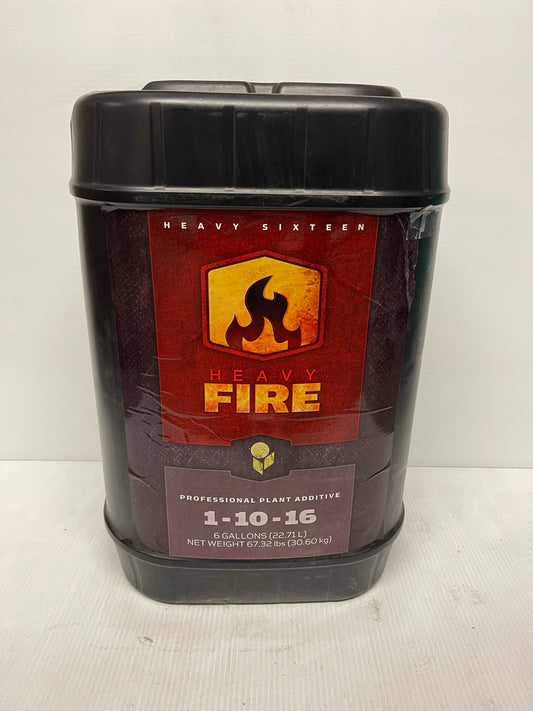 HEAVY SIXTEEN
HEAVY
FIRE
PROFESSIONAL PLANT ADDITIVE
1-10-16
6 GALLONS (22.71 L)
NET WEIGHT 67.32 lbs (30.60 kg)